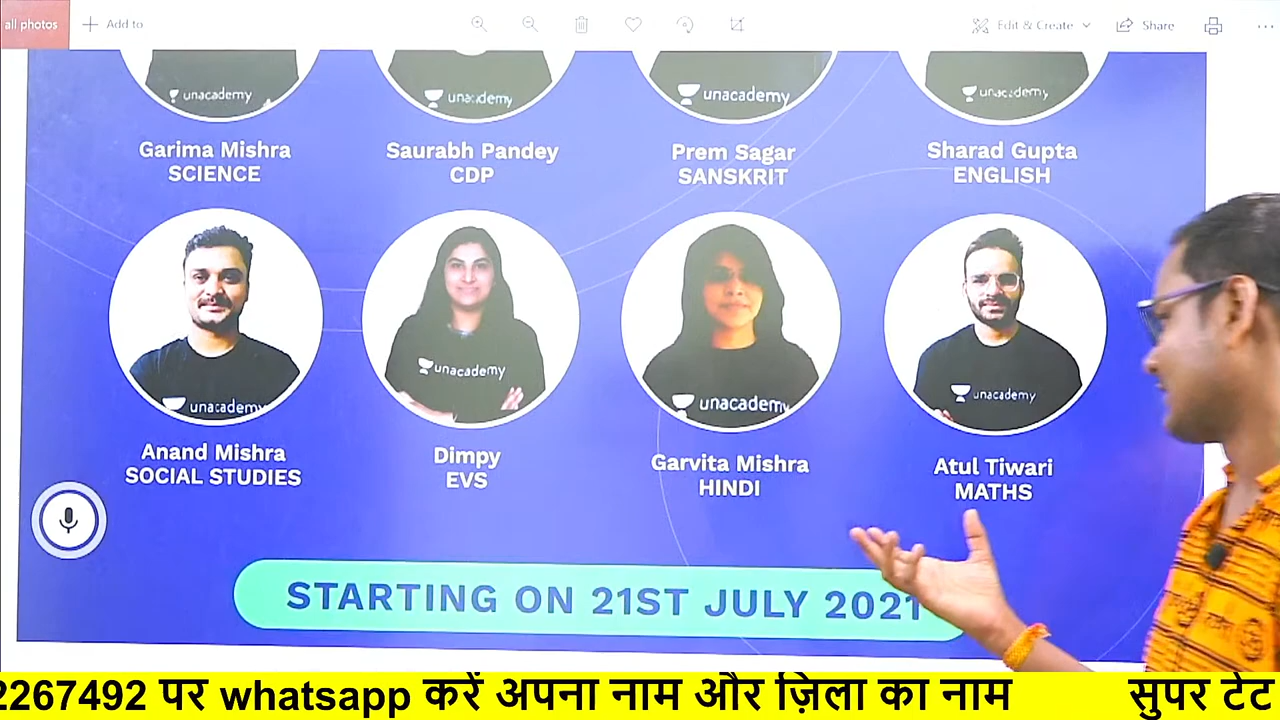 all photos
Add to
Edit & Create
Share
unacademy
unacademy
unacademy
unacademy
Garima Mishra
SCIENCE
Saurabh Pandey
CDP
Prem Sagar
SANSKRIT
Sharad Gupta
ENGLISH
unacademy
unacademy
unacademy
unacademy
Anand Mishra
SOCIAL STUDIES
Dimpy
EVS
Garvita Mishra
HINDI
Atul Tiwari
MATHS
STARTING ON 21ST JULY 2021
2267492 पर whatsapp करें अपना नाम और ज़िला का नाम
सुपर टेट